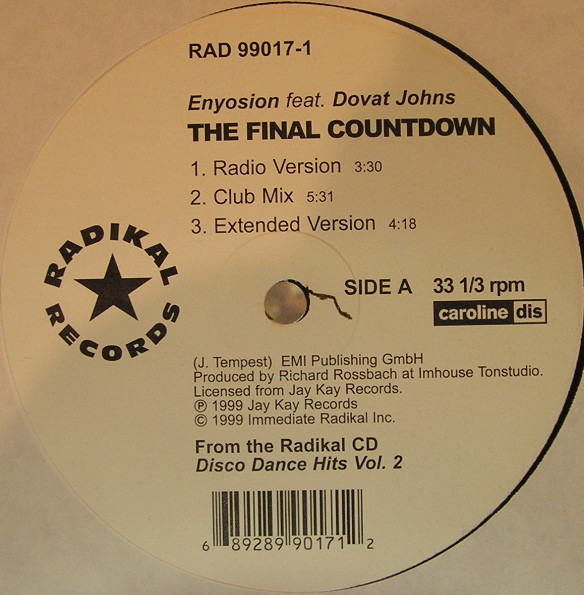 RAD 99017-1
Enyosion feat. Dovat Johns
THE FINAL COUNTDOWN
1. Radio Version 3:30
2. Club Mix 5:31
3. Extended Version 4:18
RADIKAL
RECORDS
SIDE A 33 1/3 rpm
caroline dis
(J. Tempest) EMI Publishing GmbH
Produced by Richard Rossbach at Imhouse Tonstudio.
Licensed from Jay Kay Records.
℗ 1999 Jay Kay Records
© 1999 Immediate Radikal Inc.
From the Radikal CD
Disco Dance Hits Vol. 2
6 89289 90171 2